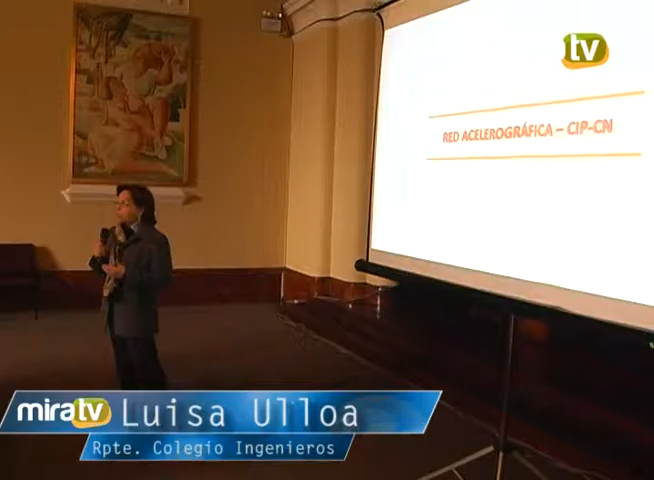 tv
RED ACELEROGRÁFICA – CIP-CN
miratv
Luisa Ulloa
Rpte. Colegio Ingenieros